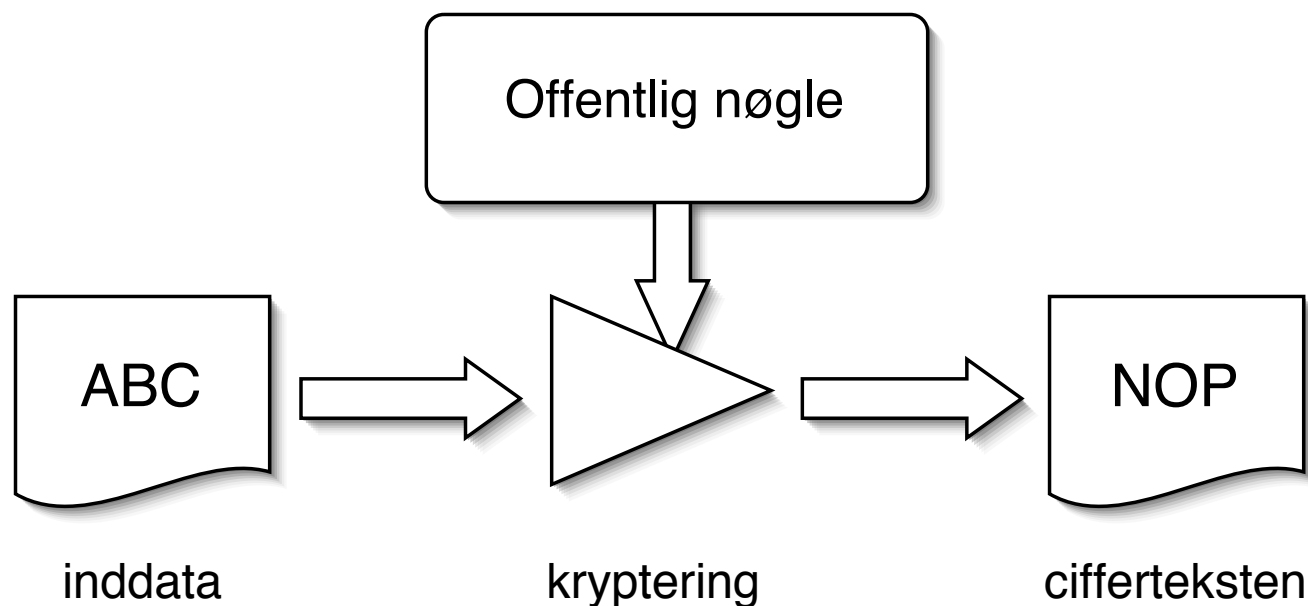 Offentlig nøgle
ABC
NOP
inddata
kryptering
cifferteksten